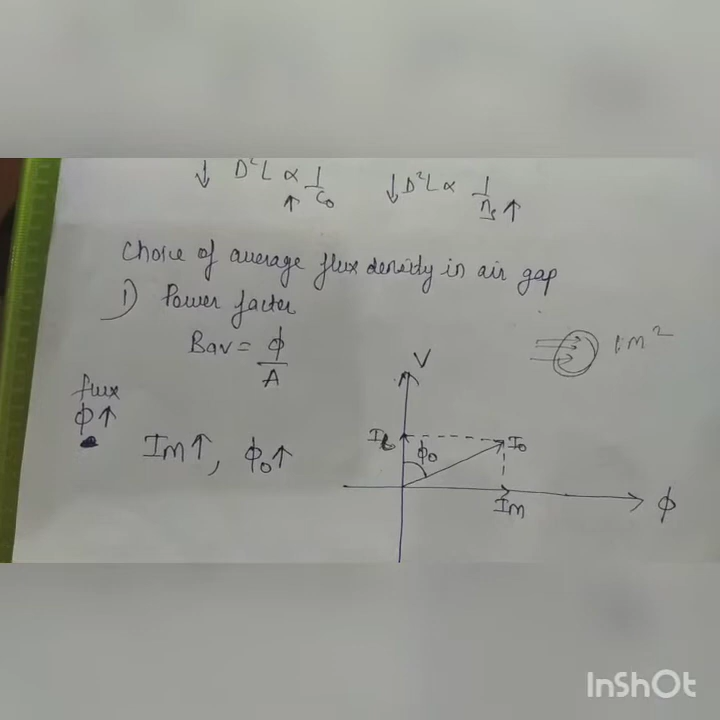 ↓ D²L ∝ 1/C₀ ↑ ↓ D²L ∝ 1/nₛ ↑
Choice of average flux density in air gap
1) Power factor
Bav = ϕ/A
1 m²
flux
ϕ↑
Im↑, ϕ₀↑
V
I₀
ϕ₀
Im
ϕ
InShOt